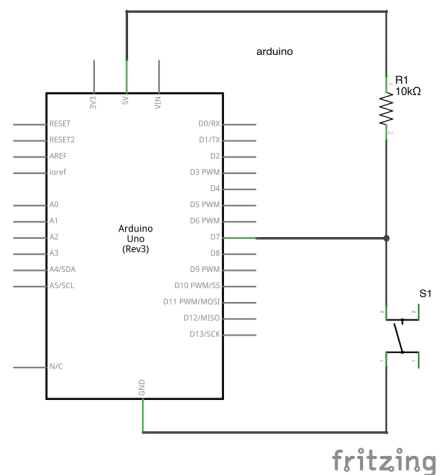 arduino
3V3
5V
VIN
R1
10kΩ
1
2
RESET
RESET2
AREF
ioref
A0
A1
A2
A3
A4/SDA
A5/SCL
N/C
Arduino
Uno
(Rev3)
D0/RX
D1/TX
D2
D3 PWM
D4
D5 PWM
D6 PWM
D7
D8
D9 PWM
D10 PWM/SS
D11 PWM/MOSI
D12/MISO
D13/SCK
GND
S1
fritzing